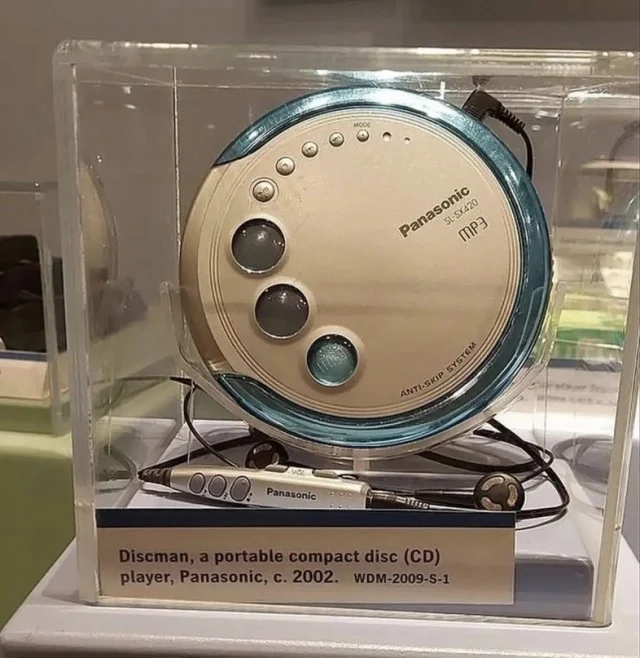 MODE
Panasonic
SL-SX420
MP3
ANTI-SKIP SYSTEM
Panasonic
Discman, a portable compact disc (CD)
player, Panasonic, c. 2002. WDM-2009-S-1